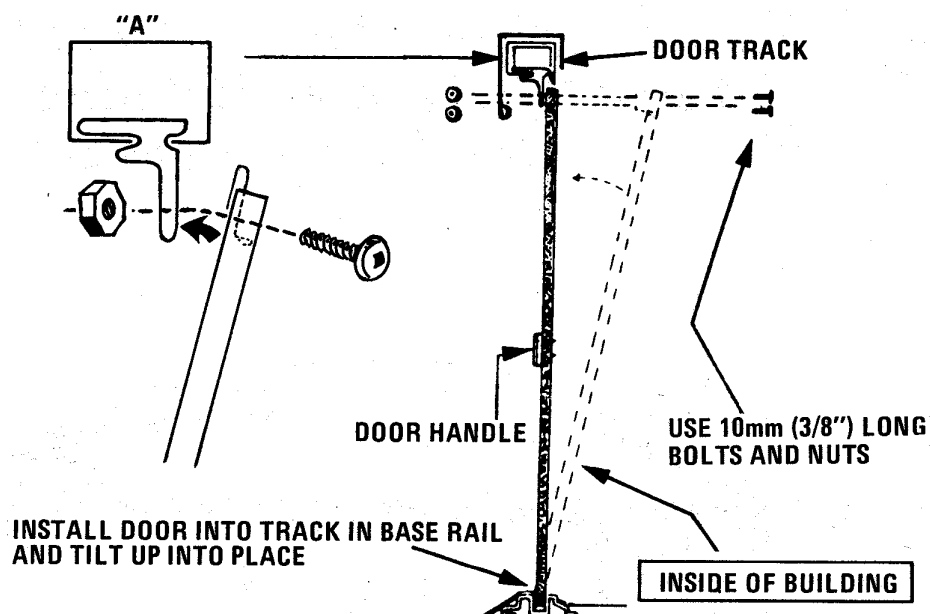 "A"
DOOR TRACK
DOOR HANDLE
USE 10mm (3/8") LONG
BOLTS AND NUTS
INSTALL DOOR INTO TRACK IN BASE RAIL
AND TILT UP INTO PLACE
INSIDE OF BUILDING